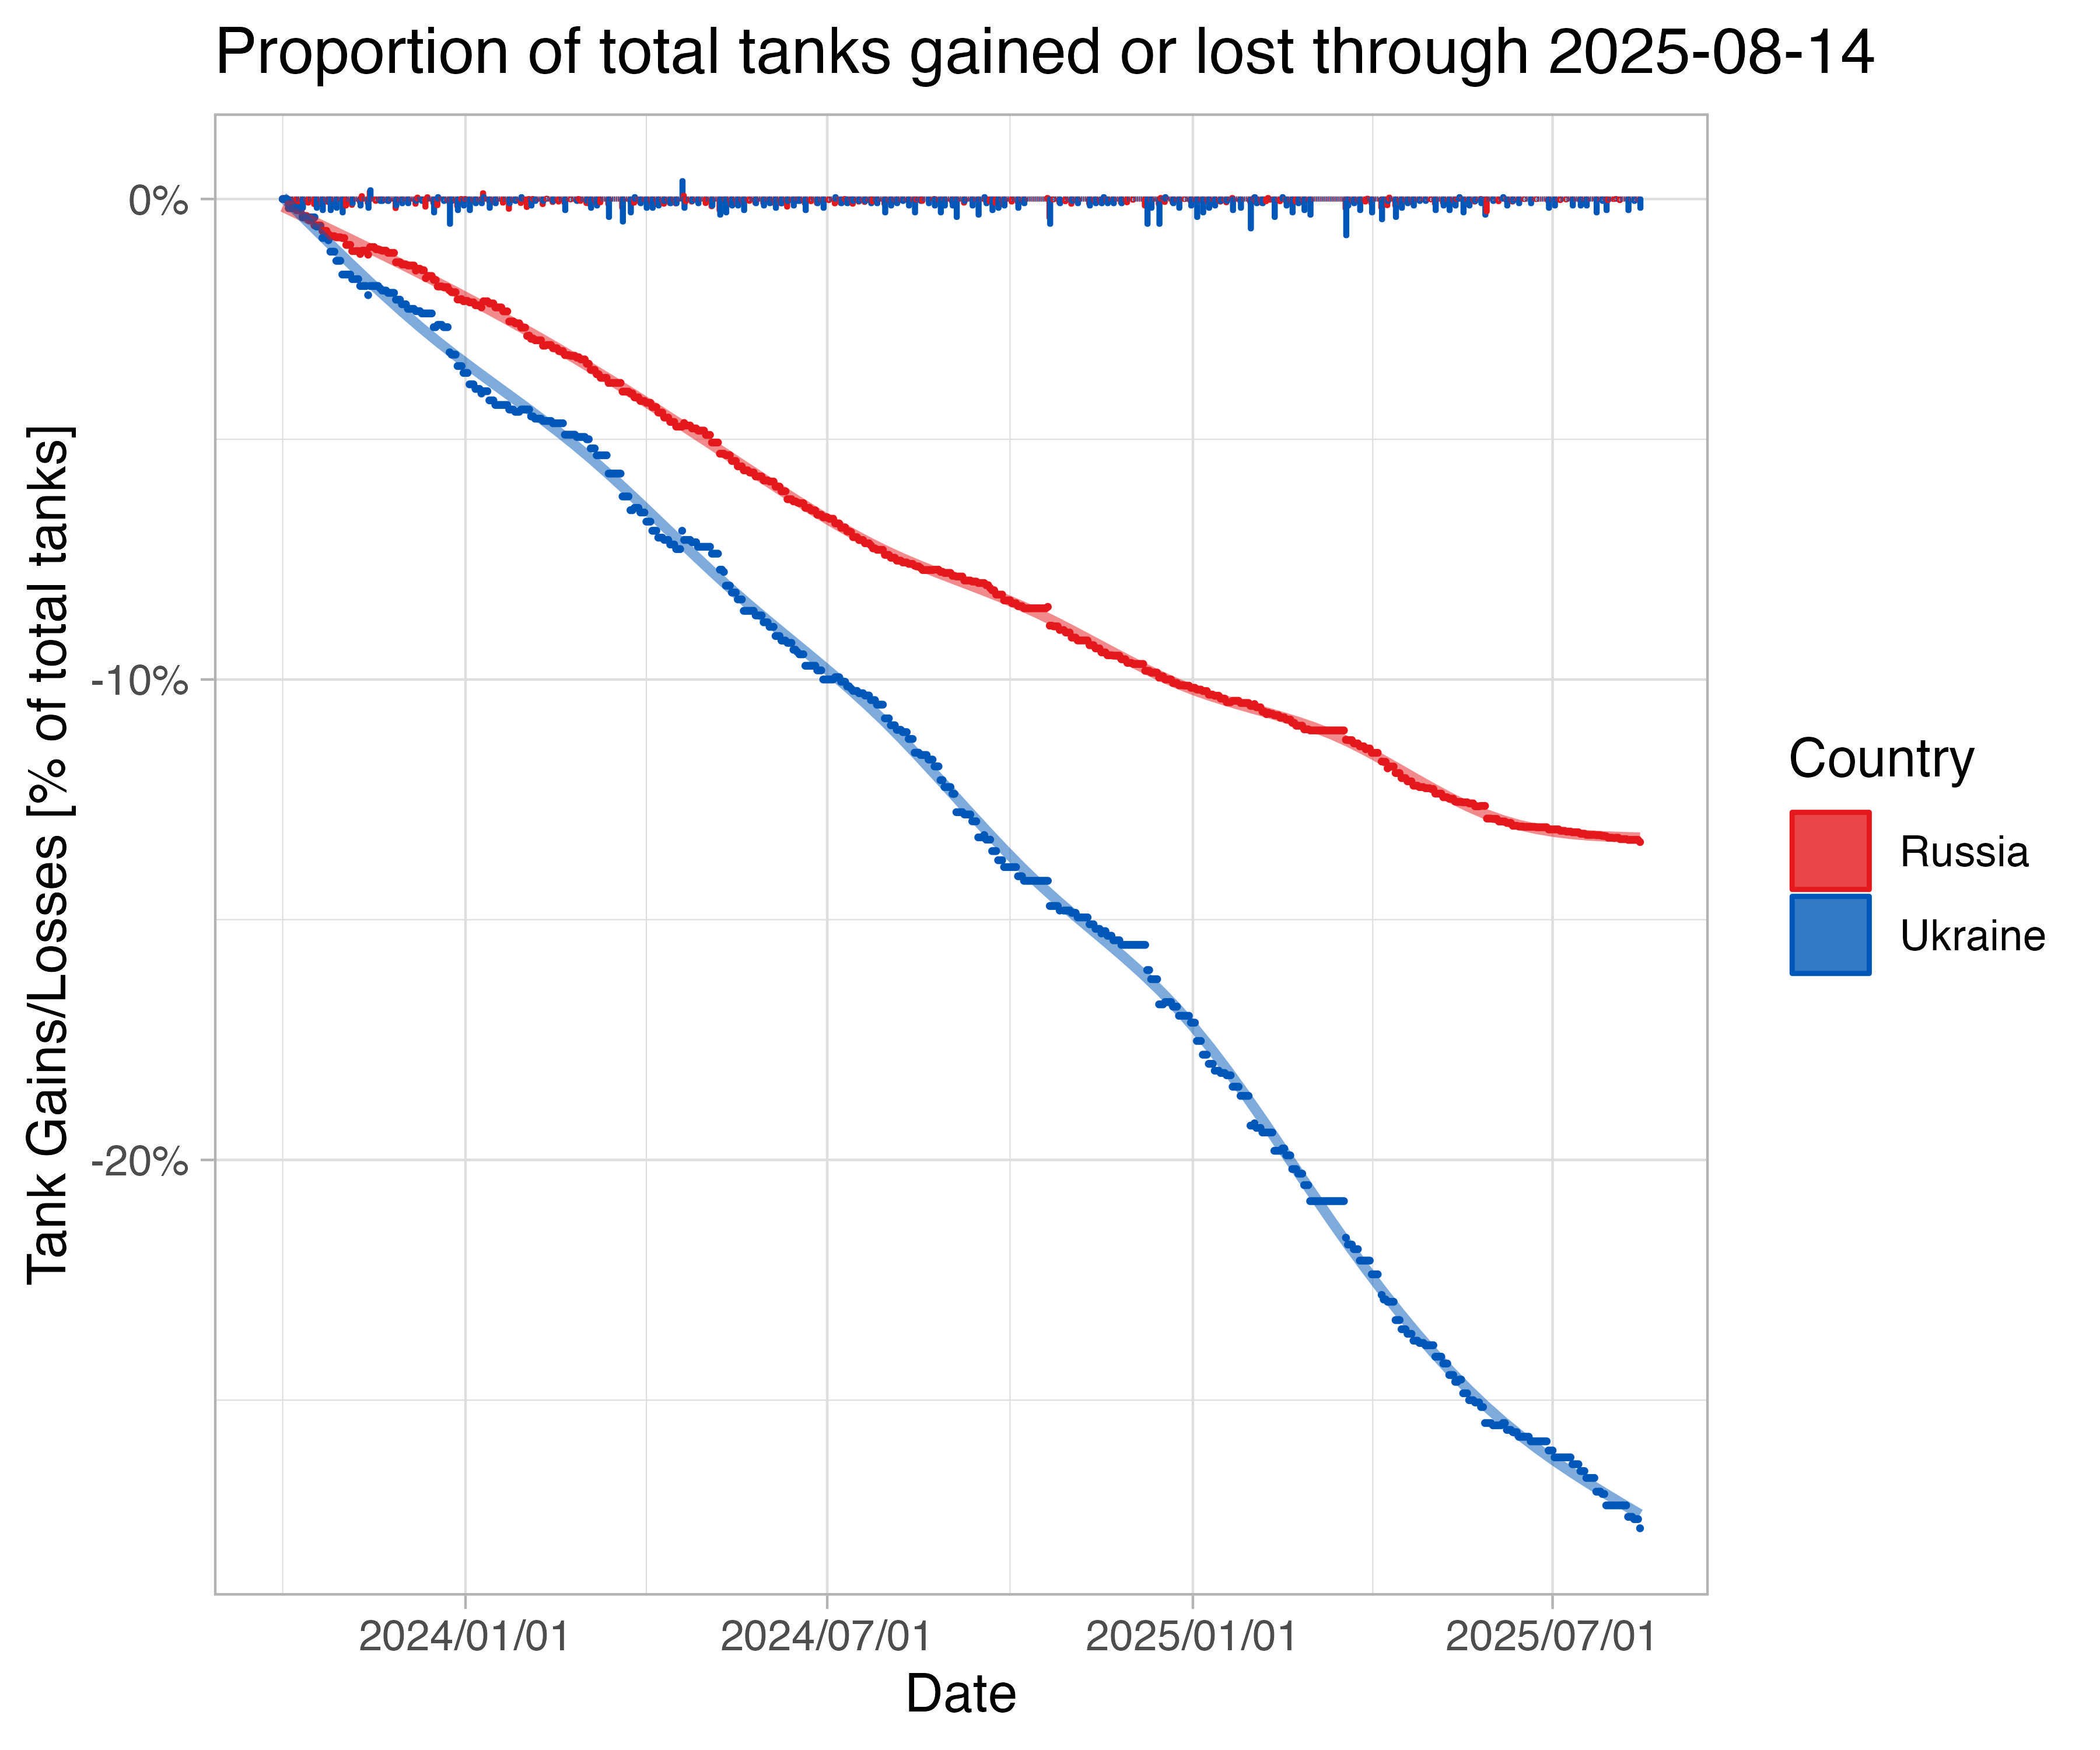 Proportion of total tanks gained or lost through 2025-08-14
Tank Gains/Losses [% of total tanks]
0%
-10%
-20%
2024/01/01
2024/07/01
2025/01/01
2025/07/01
Date
Country
Russia
Ukraine